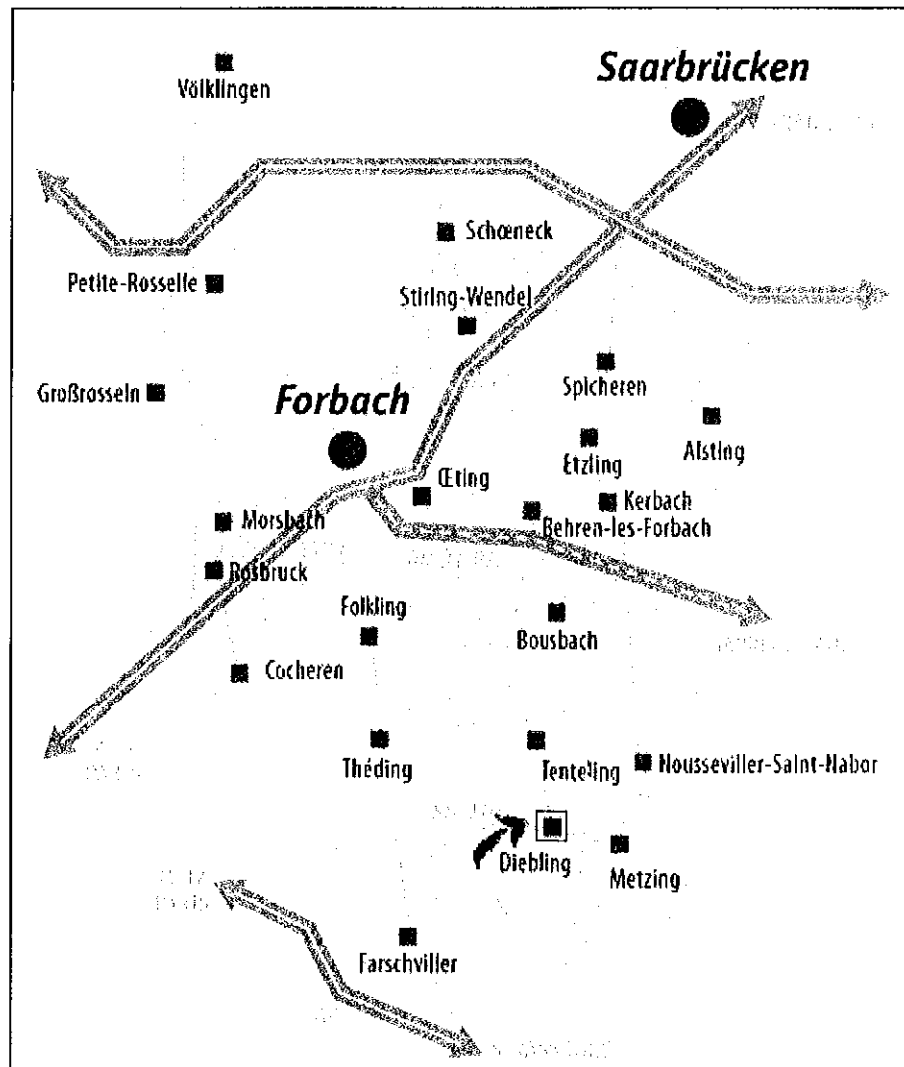 Saarbrücken
Völklingen
Schœneck
Petite-Rosselle
Stiring-Wendel
Spicheren
Großrosseln
Forbach
Alsting
Etzling
Œting
Kerbach
Morsbach
Behren-les-Forbach
Rosbruck
Folkling
Bousbach
Cocheren
Théding
Tenteling
Nousseviller-Saint-Nabor
Diebling
Metzing
Farschviller